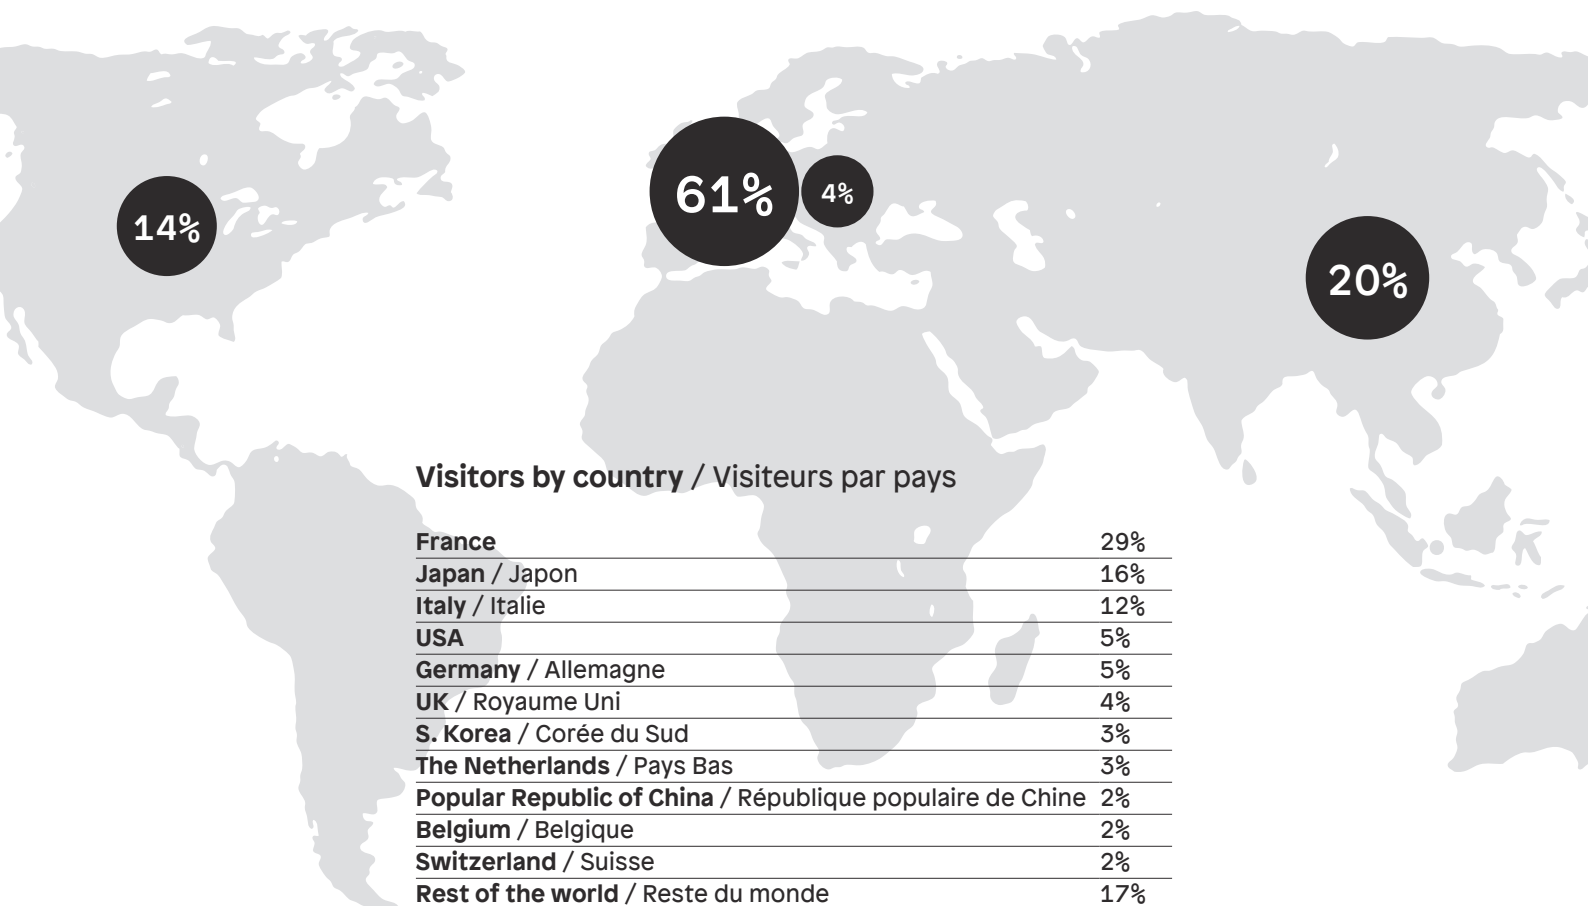 14%
61%
4%
20%
Visitors by country / Visiteurs par pays
France 29%
Japan / Japon 16%
Italy / Italie 12%
USA 5%
Germany / Allemagne 5%
UK / Royaume Uni 4%
S. Korea / Corée du Sud 3%
The Netherlands / Pays Bas 3%
Popular Republic of China / République populaire de Chine 2%
Belgium / Belgique 2%
Switzerland / Suisse 2%
Rest of the world / Reste du monde 17%